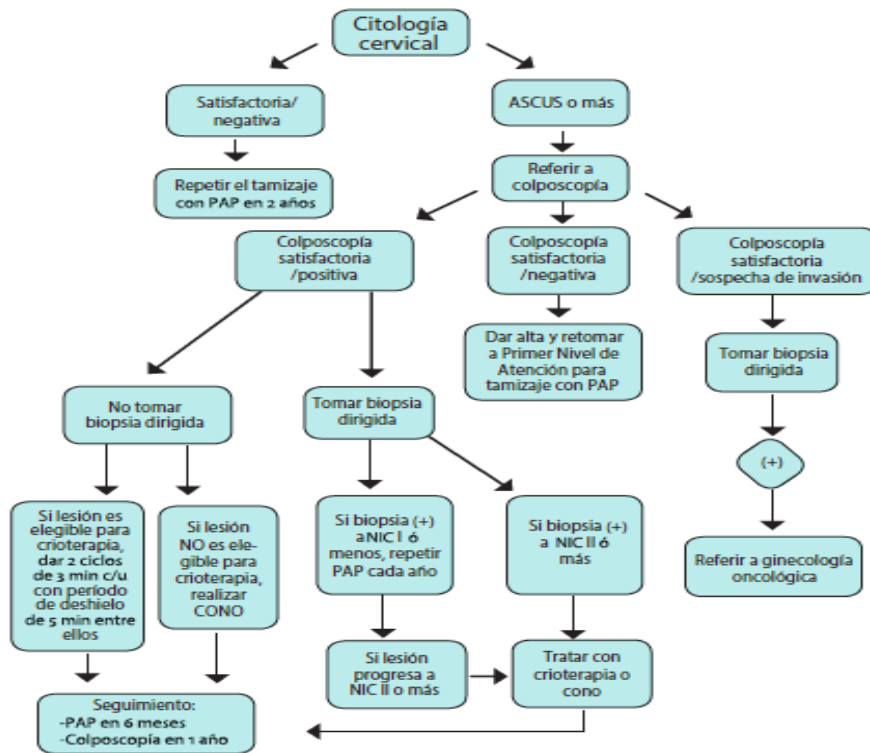 Citología
cervical
Satisfactoria/
negativa
ASCUS o más
Repetir el tamizaje
con PAP en 2 años
Referir a
colposcopía
Colposcopía
satisfactoria
/positiva
Colposcopía
satisfactoria
/negativa
Colposcopía
satisfactoria
/sospecha de invasión
Dar alta y retornar
a Primer Nivel de
Atención para
tamizaje con PAP
Tomar biopsia
dirigida
No tomar
biopsia dirigida
Tomar biopsia
dirigida
(+)
Si lesión es
elegible para
crioterapia,
dar 2 ciclos
de 3 min c/u
con período
de deshielo
de 5 min entre
ellos
Si lesión
NO es ele-
gible para
crioterapia,
realizar
CONO
Si biopsia (+)
a NIC I ó
menos, repetir
PAP cada año
Si biopsia (+)
a NIC II ó
más
Referir a ginecología
oncológica
Si lesión
progresa a
NIC II o más
Tratar con
crioterapia o
cono
Seguimiento:
-PAP en 6 meses
-Colposcopía en 1 año